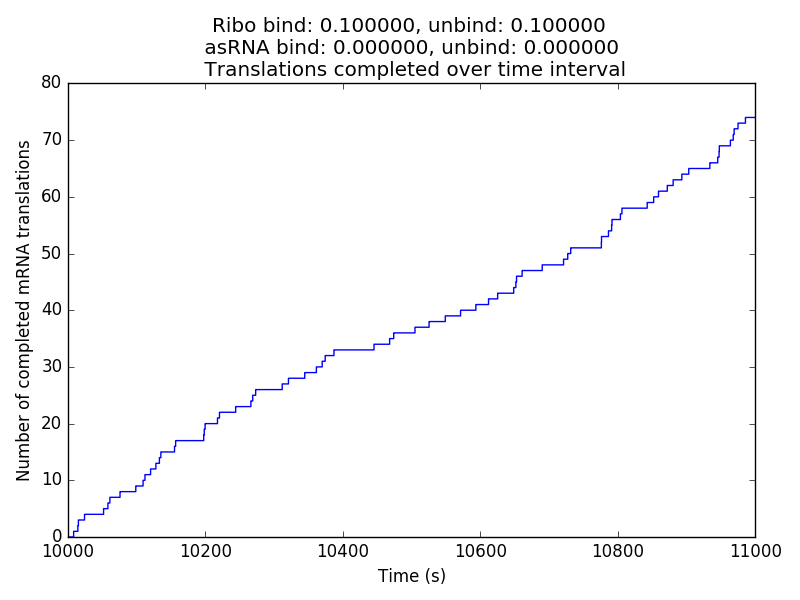 Ribo bind: 0.100000, unbind: 0.100000
asRNA bind: 0.000000, unbind: 0.000000
Translations completed over time interval
80
70
60
50
40
30
20
10
0
Number of completed mRNA translations
10000 10200 10400 10600 10800 11000
Time (s)